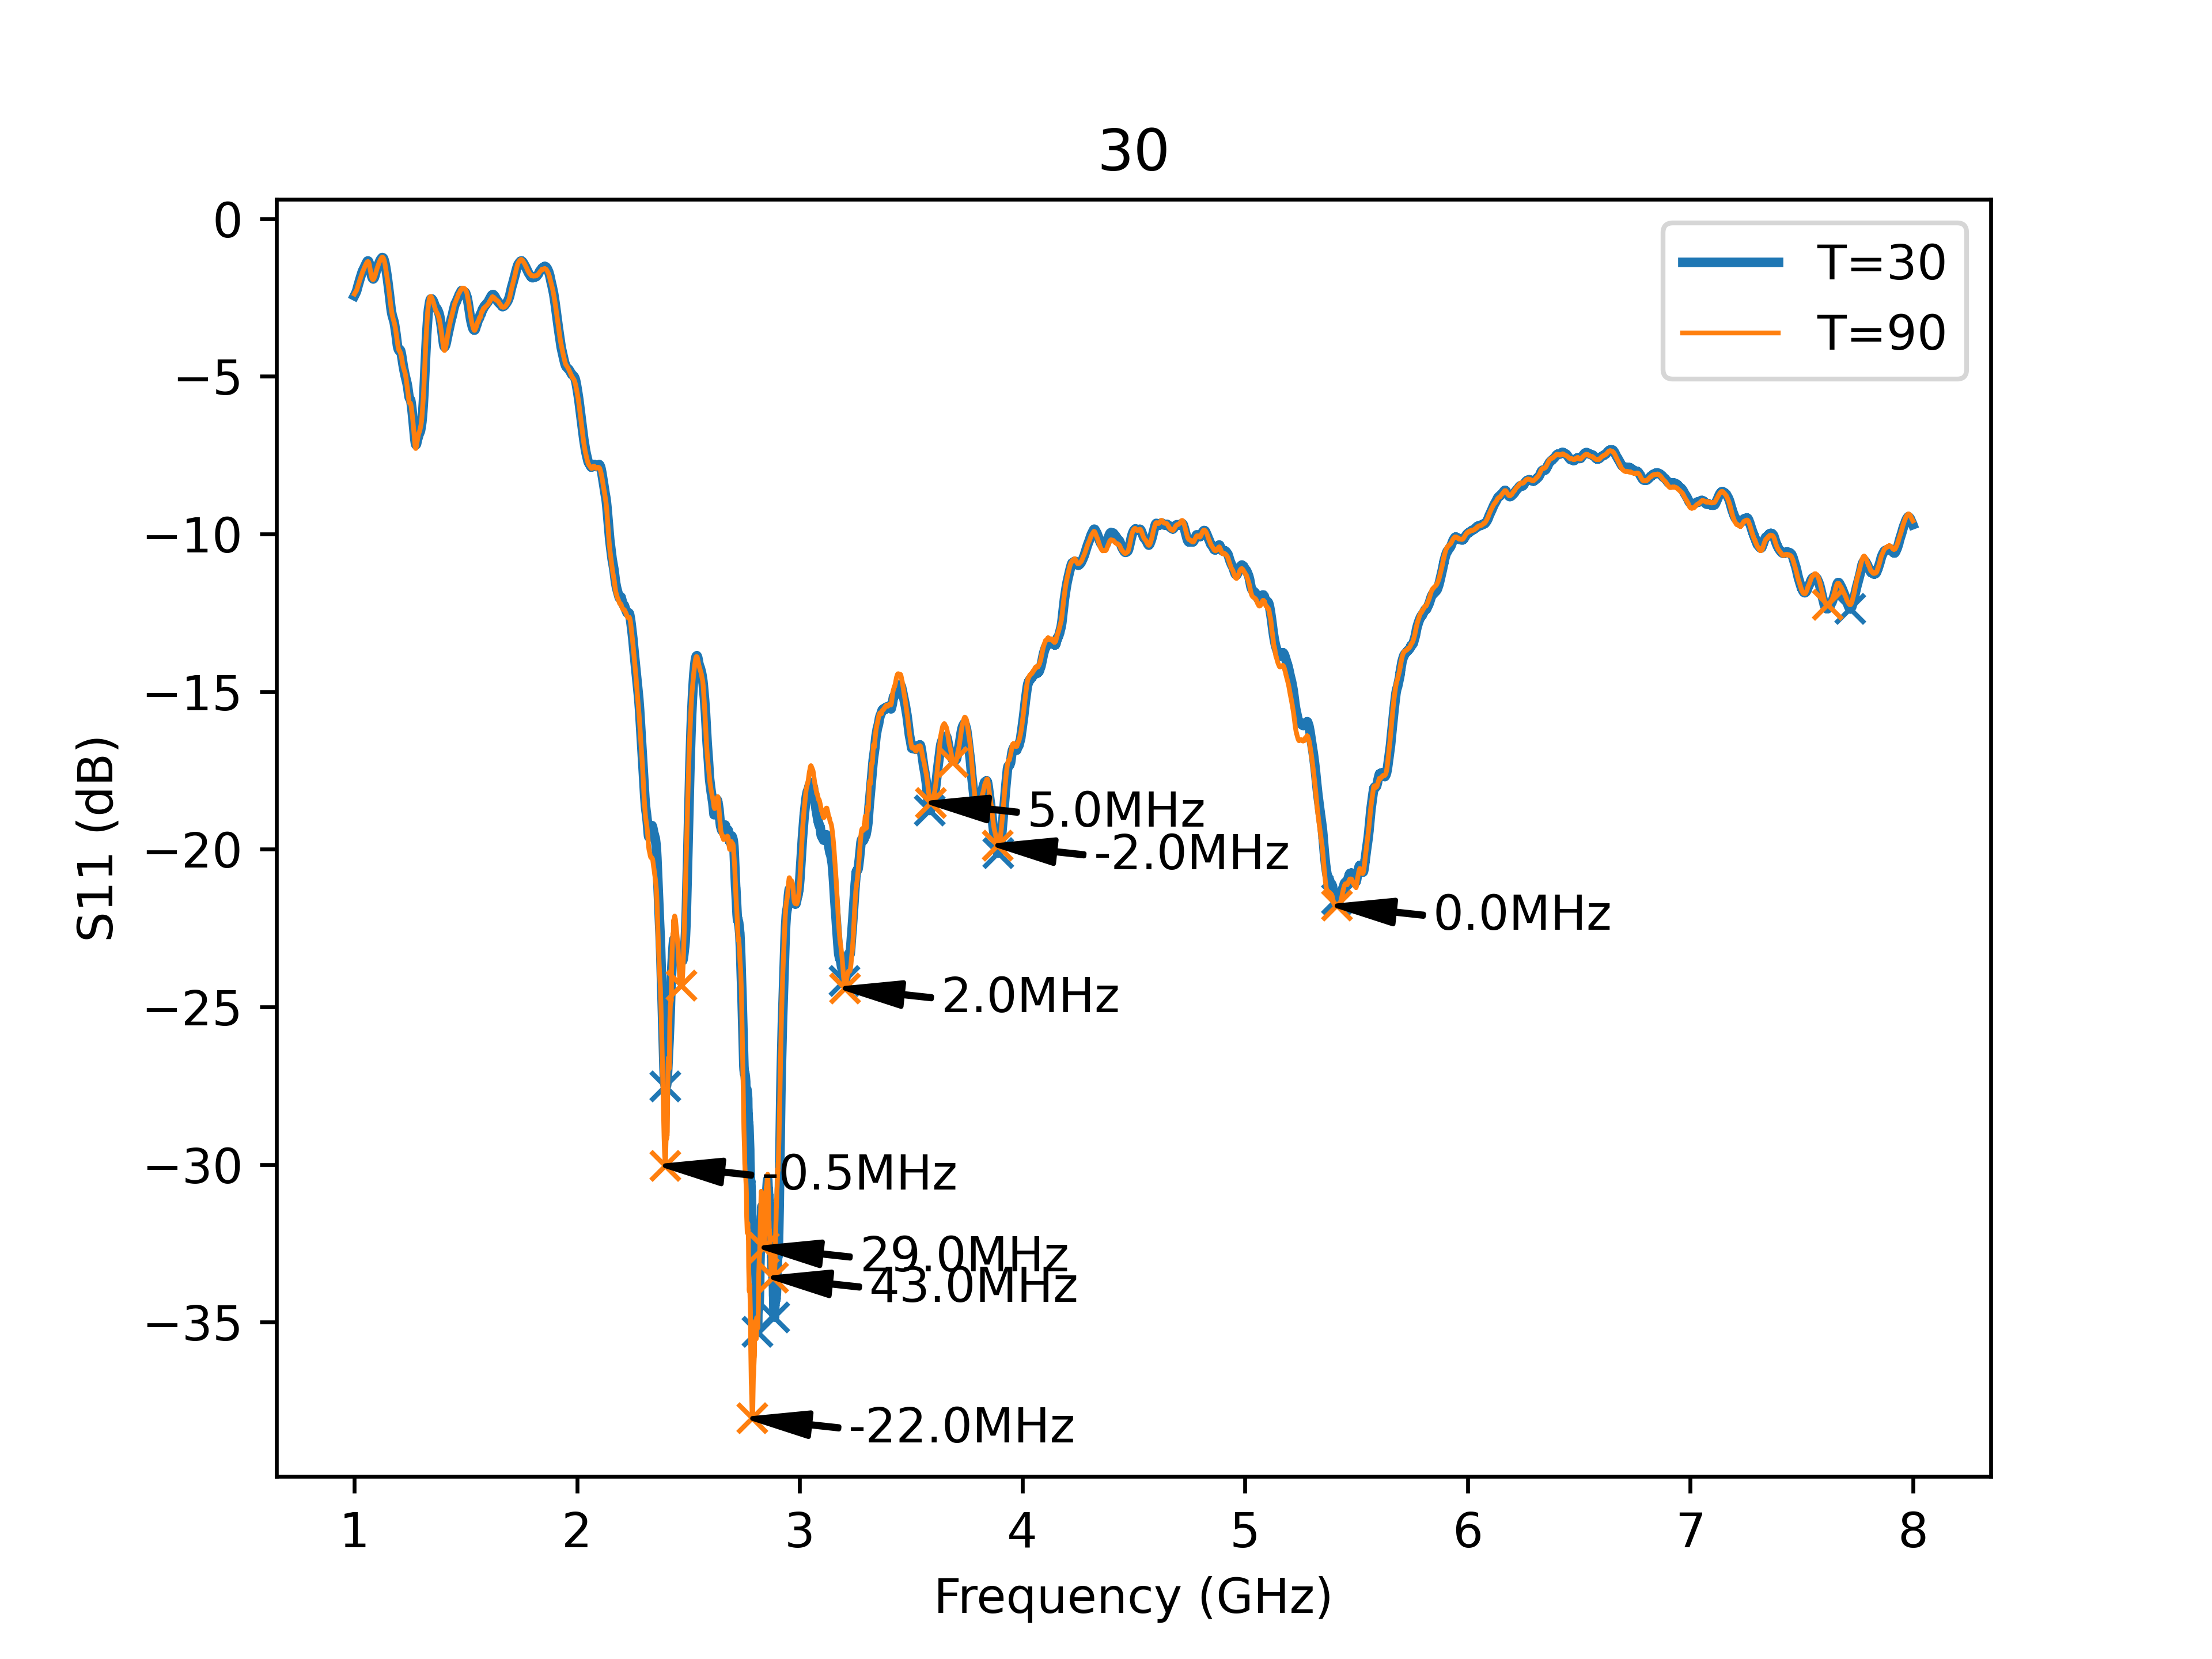 30
T=30
T=90
0
−5
−10
−15
−20
−25
−30
−35
S11 (dB)
5.0MHz
-2.0MHz
0.0MHz
2.0MHz
-0.5MHz
29.0MHz
43.0MHz
-22.0MHz
1 2 3 4 5 6 7 8
Frequency (GHz)